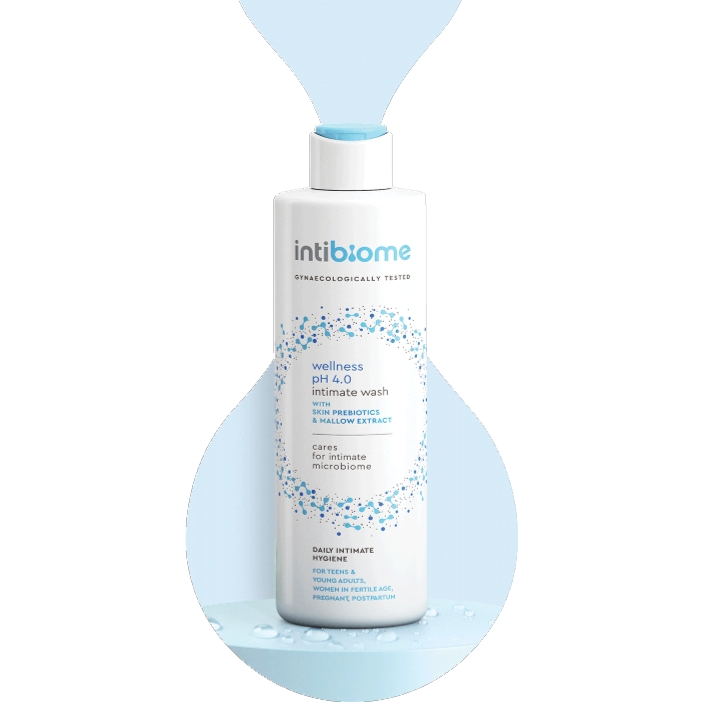 intibiome
GYNAECOLOGICALLY TESTED
wellness
pH 4.0
intimate wash
WITH
SKIN PREBIOTICS
& MALLOW EXTRACT
cares
for intimate
microbiome
DAILY INTIMATE
HYGIENE
FOR TEENS &
YOUNG ADULTS,
WOMEN IN FERTILE AGE,
PREGNANT, POSTPARTUM